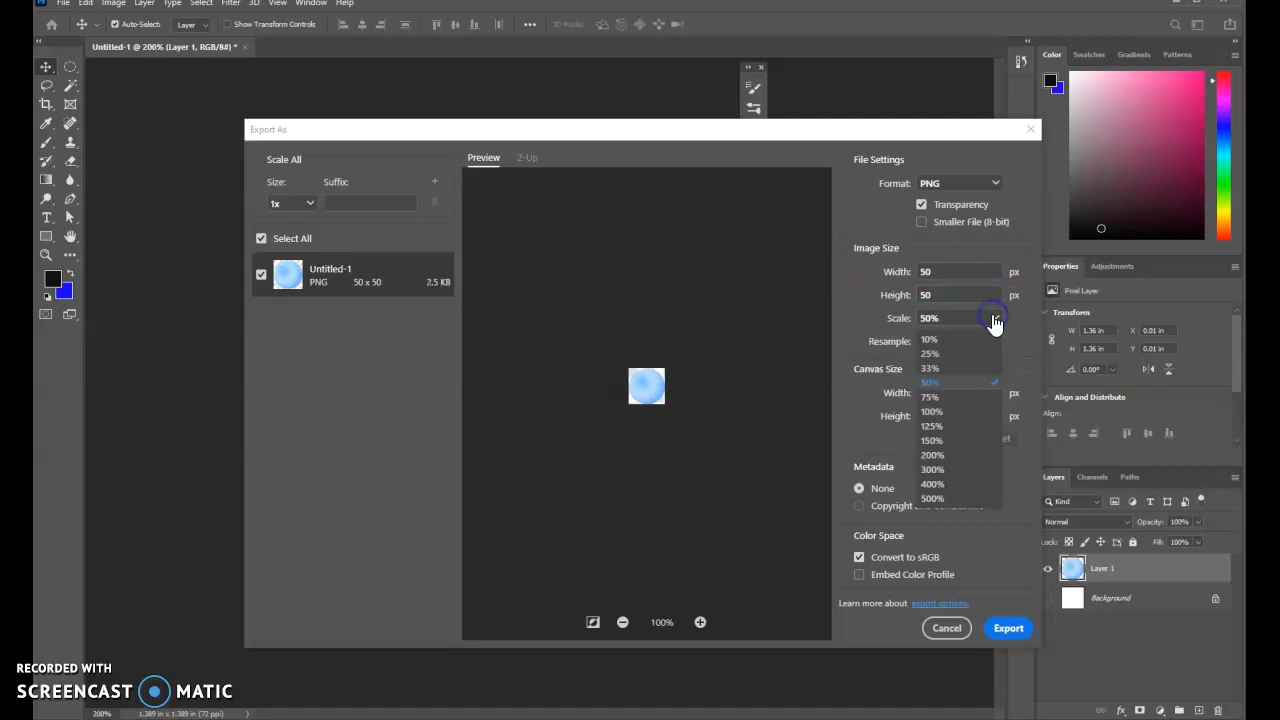 File Edit Image Layer Type Select Filter 3D View Window Help
Auto-Select: Layer Show Transform Controls 3D Mode:
Untitled-1 @ 200% (Layer 1, RGB/8#) *
Export As
Scale All
Size: Suffix:
1x
Select All
Untitled-1
PNG 50 x 50 2.5 KB
Preview 2-Up
100%
File Settings
Format: PNG
Transparency
Smaller File (8-bit)
Image Size
Width: 50 px
Height: 50 px
Scale: 50%
Resample:
10%
25%
33%
50%
75%
100%
125%
150%
200%
300%
400%
500%
Canvas Size
Width: px
Height: px
Metadata
None
Copyright
Color Space
Convert to sRGB
Embed Color Profile
Learn more about export options.
Cancel Export
Color Swatches Gradients Patterns
Properties Adjustments
Pixel Layer
Transform
W 1.36 in X 0.01 in
H 1.36 in Y 0.01 in
0.00°
Align and Distribute
Align:
Layers Channels Paths
Kind
Normal Opacity: 100%
Lock: Fill: 100%
Layer 1
Background
RECORDED WITH
SCREENCAST MATIC
200% 1.389 in x 1.389 in (72 ppi)